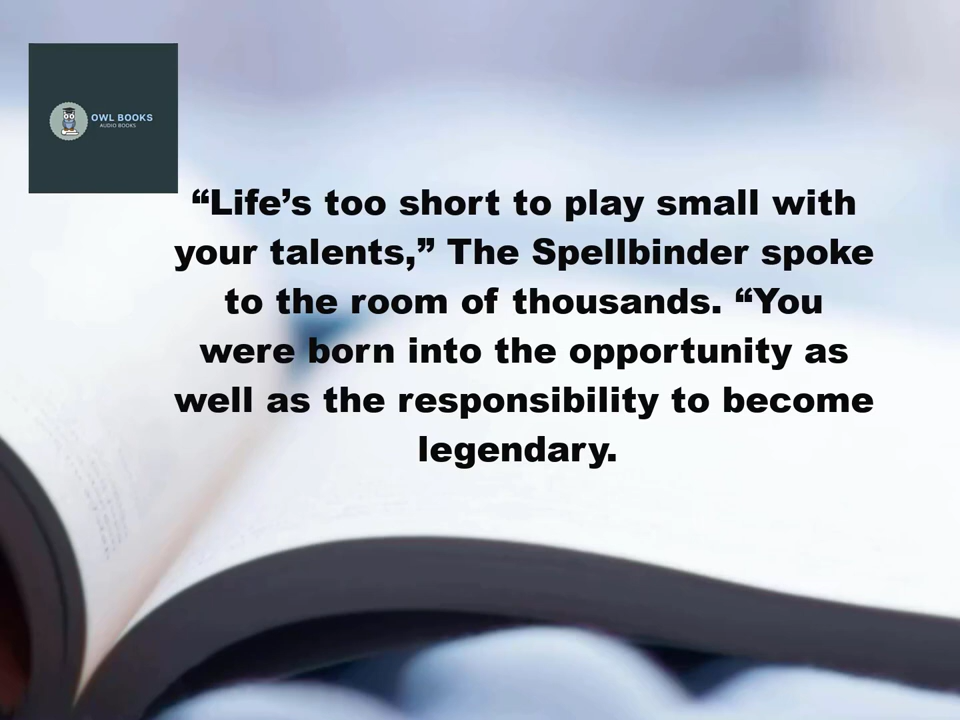 OWL BOOKS
AUDIO BOOKS
“Life’s too short to play small with
your talents,” The Spellbinder spoke
to the room of thousands. “You
were born into the opportunity as
well as the responsibility to become
legendary.